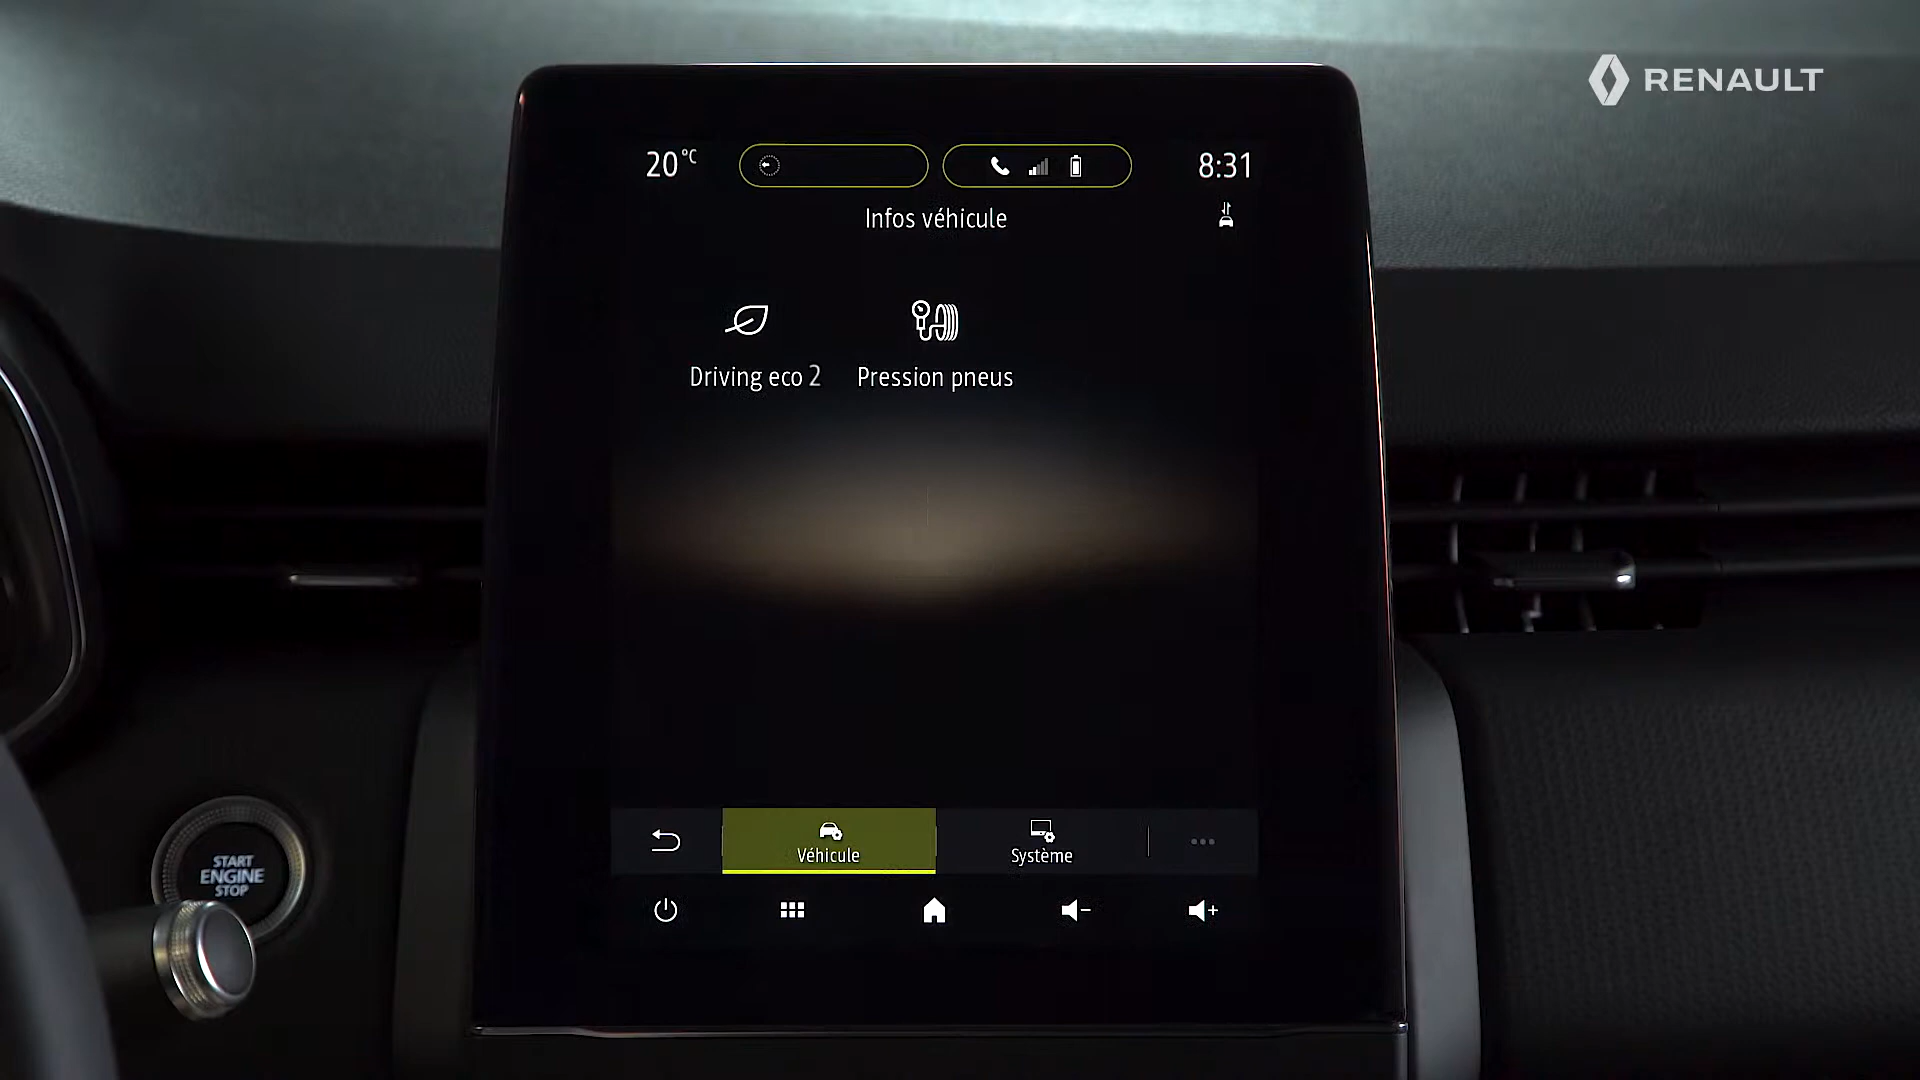 RENAULT
20°C
8:31
Infos véhicule
Driving eco 2
Pression pneus
Véhicule
Système
START
ENGINE
STOP